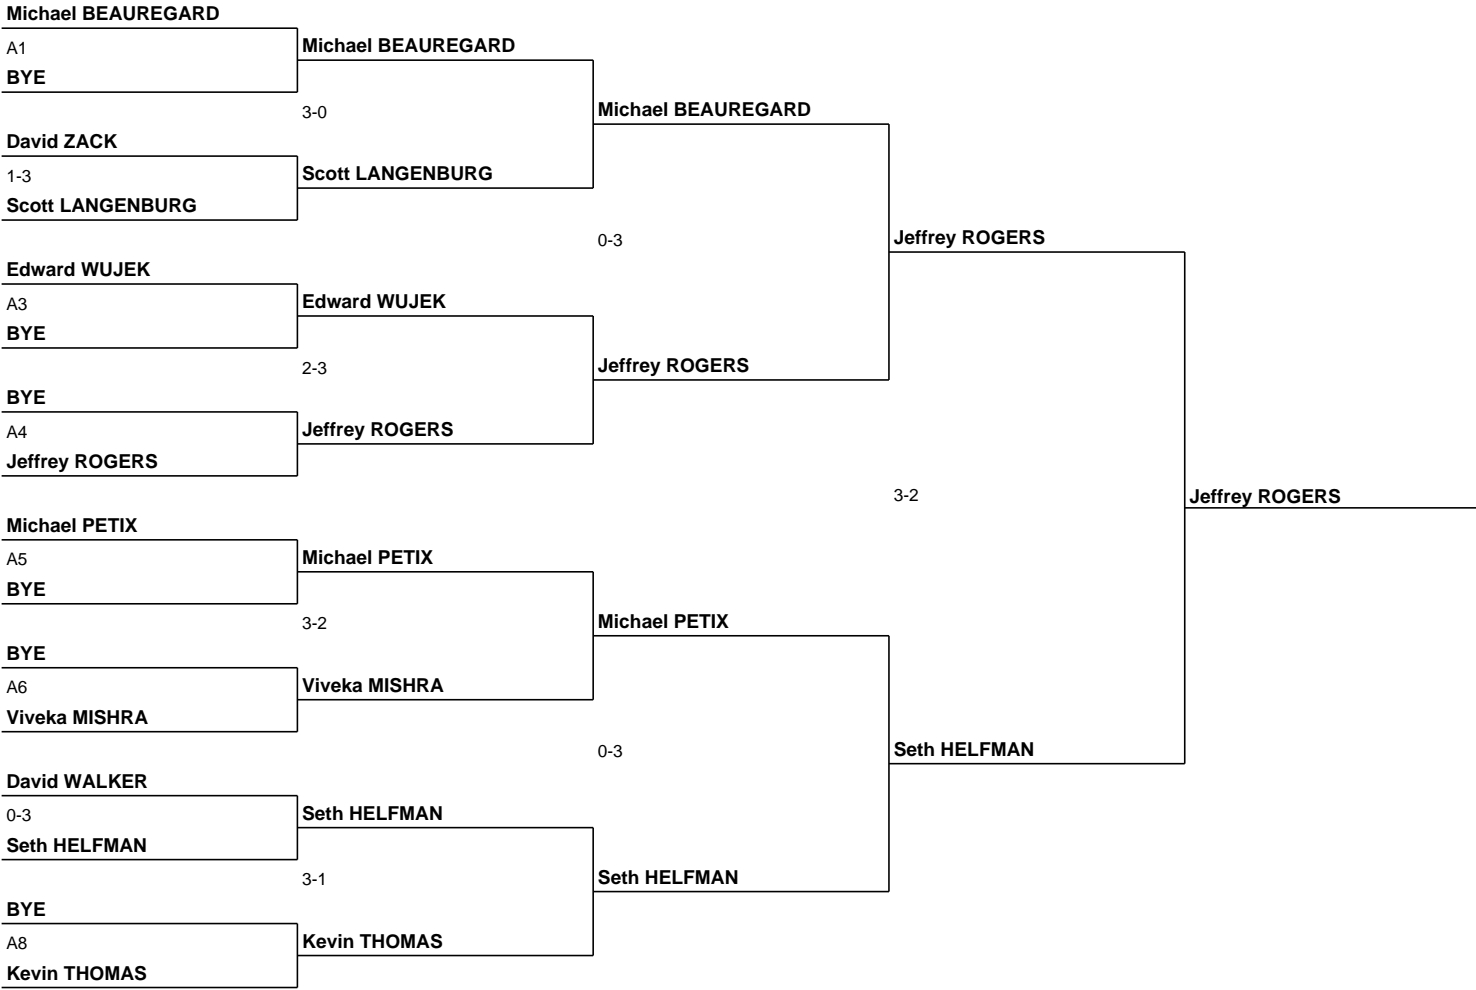 Michael BEAUREGARD
A1
BYE
David ZACK
1-3
Scott LANGENBURG
Edward WUJEK
A3
BYE
BYE
A4
Jeffrey ROGERS
Michael PETIX
A5
BYE
BYE
A6
Viveka MISHRA
David WALKER
0-3
Seth HELFMAN
BYE
A8
Kevin THOMAS
Michael BEAUREGARD
3-0
Scott LANGENBURG
Edward WUJEK
2-3
Jeffrey ROGERS
Michael PETIX
3-2
Viveka MISHRA
Seth HELFMAN
3-1
Kevin THOMAS
Michael BEAUREGARD
0-3
Jeffrey ROGERS
Michael PETIX
0-3
Seth HELFMAN
Jeffrey ROGERS
3-2
Seth HELFMAN
Jeffrey ROGERS